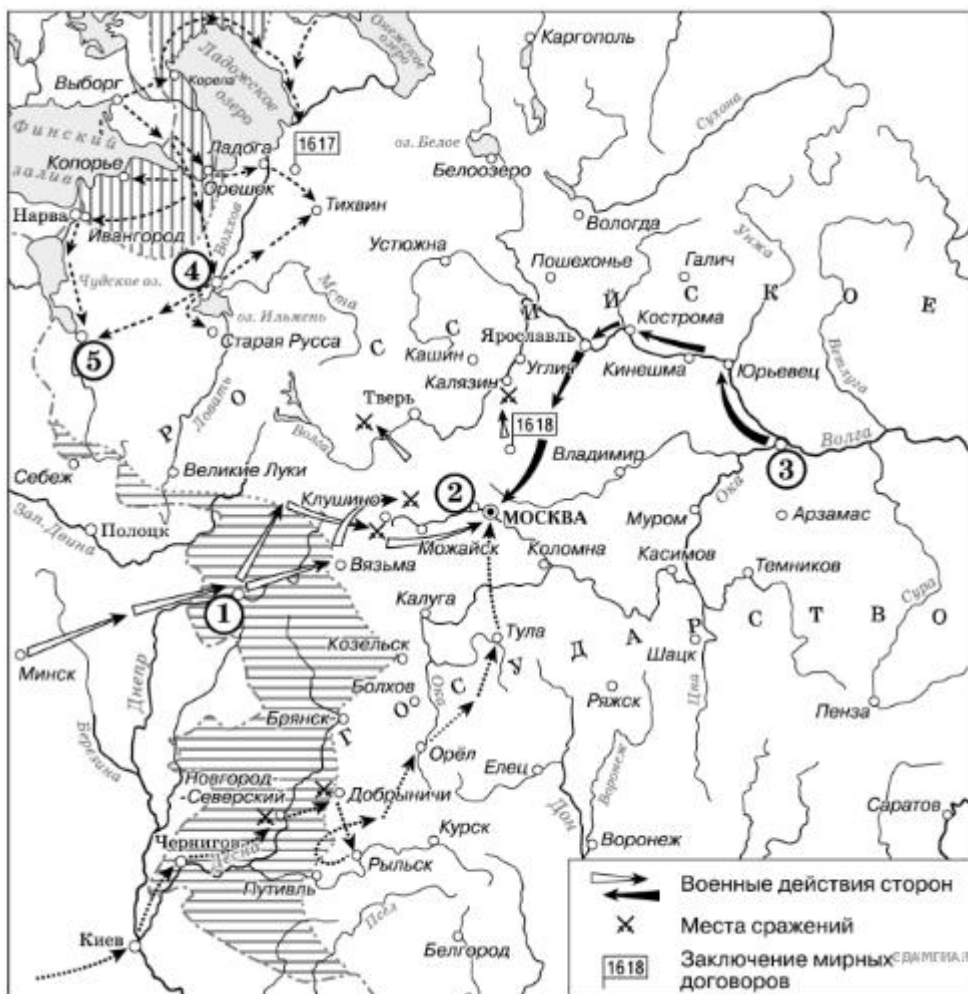 Каргополь
Онежское
озеро
Ладожское
озеро
Корела
Выборг
Сухона
Финский
залив
1617
Ладога
оз. Белое
Белоозеро
Копорье
Орешек
Нарва
Тихвин
Вологда
Ивангород
Волхов
Устюжна
Унжа
Пошехонье
Галич
4
Чудское оз.
Мста
Р О С С И Й С К О Е
оз. Ильмень
Кострома
Ярославль
Старая Русса
Кашин
Углич
Кинешма
Юрьевец
Ветлуга
5
Калязин
Тверь
Ловать
Волга
1618
Волга
Себеж
Великие Луки
Владимир
3
Клушино
2
МОСКВА
Ока
Зап. Двина
Полоцк
Муром
Арзамас
Можайск
Коломна
Касимов
Вязьма
Темников
Сура
1
Калуга
Г О С У Д А Р С Т В О
Тула
Козельск
Минск
Днепр
Шацк
Болхов
Ока
Ряжск
Цна
Пенза
Березина
Брянск
Орёл
Елец
Новгород
-Северский
Добрыничи
Дон
Воронеж
Саратов
Чернигов
Десна
Курск
Рыльск
Воронеж
Путивль
Псёл
Киев
Белгород
Военные действия сторон
Места сражений
1618
Заключение мирных
договоров
СДАМГИА.РФ